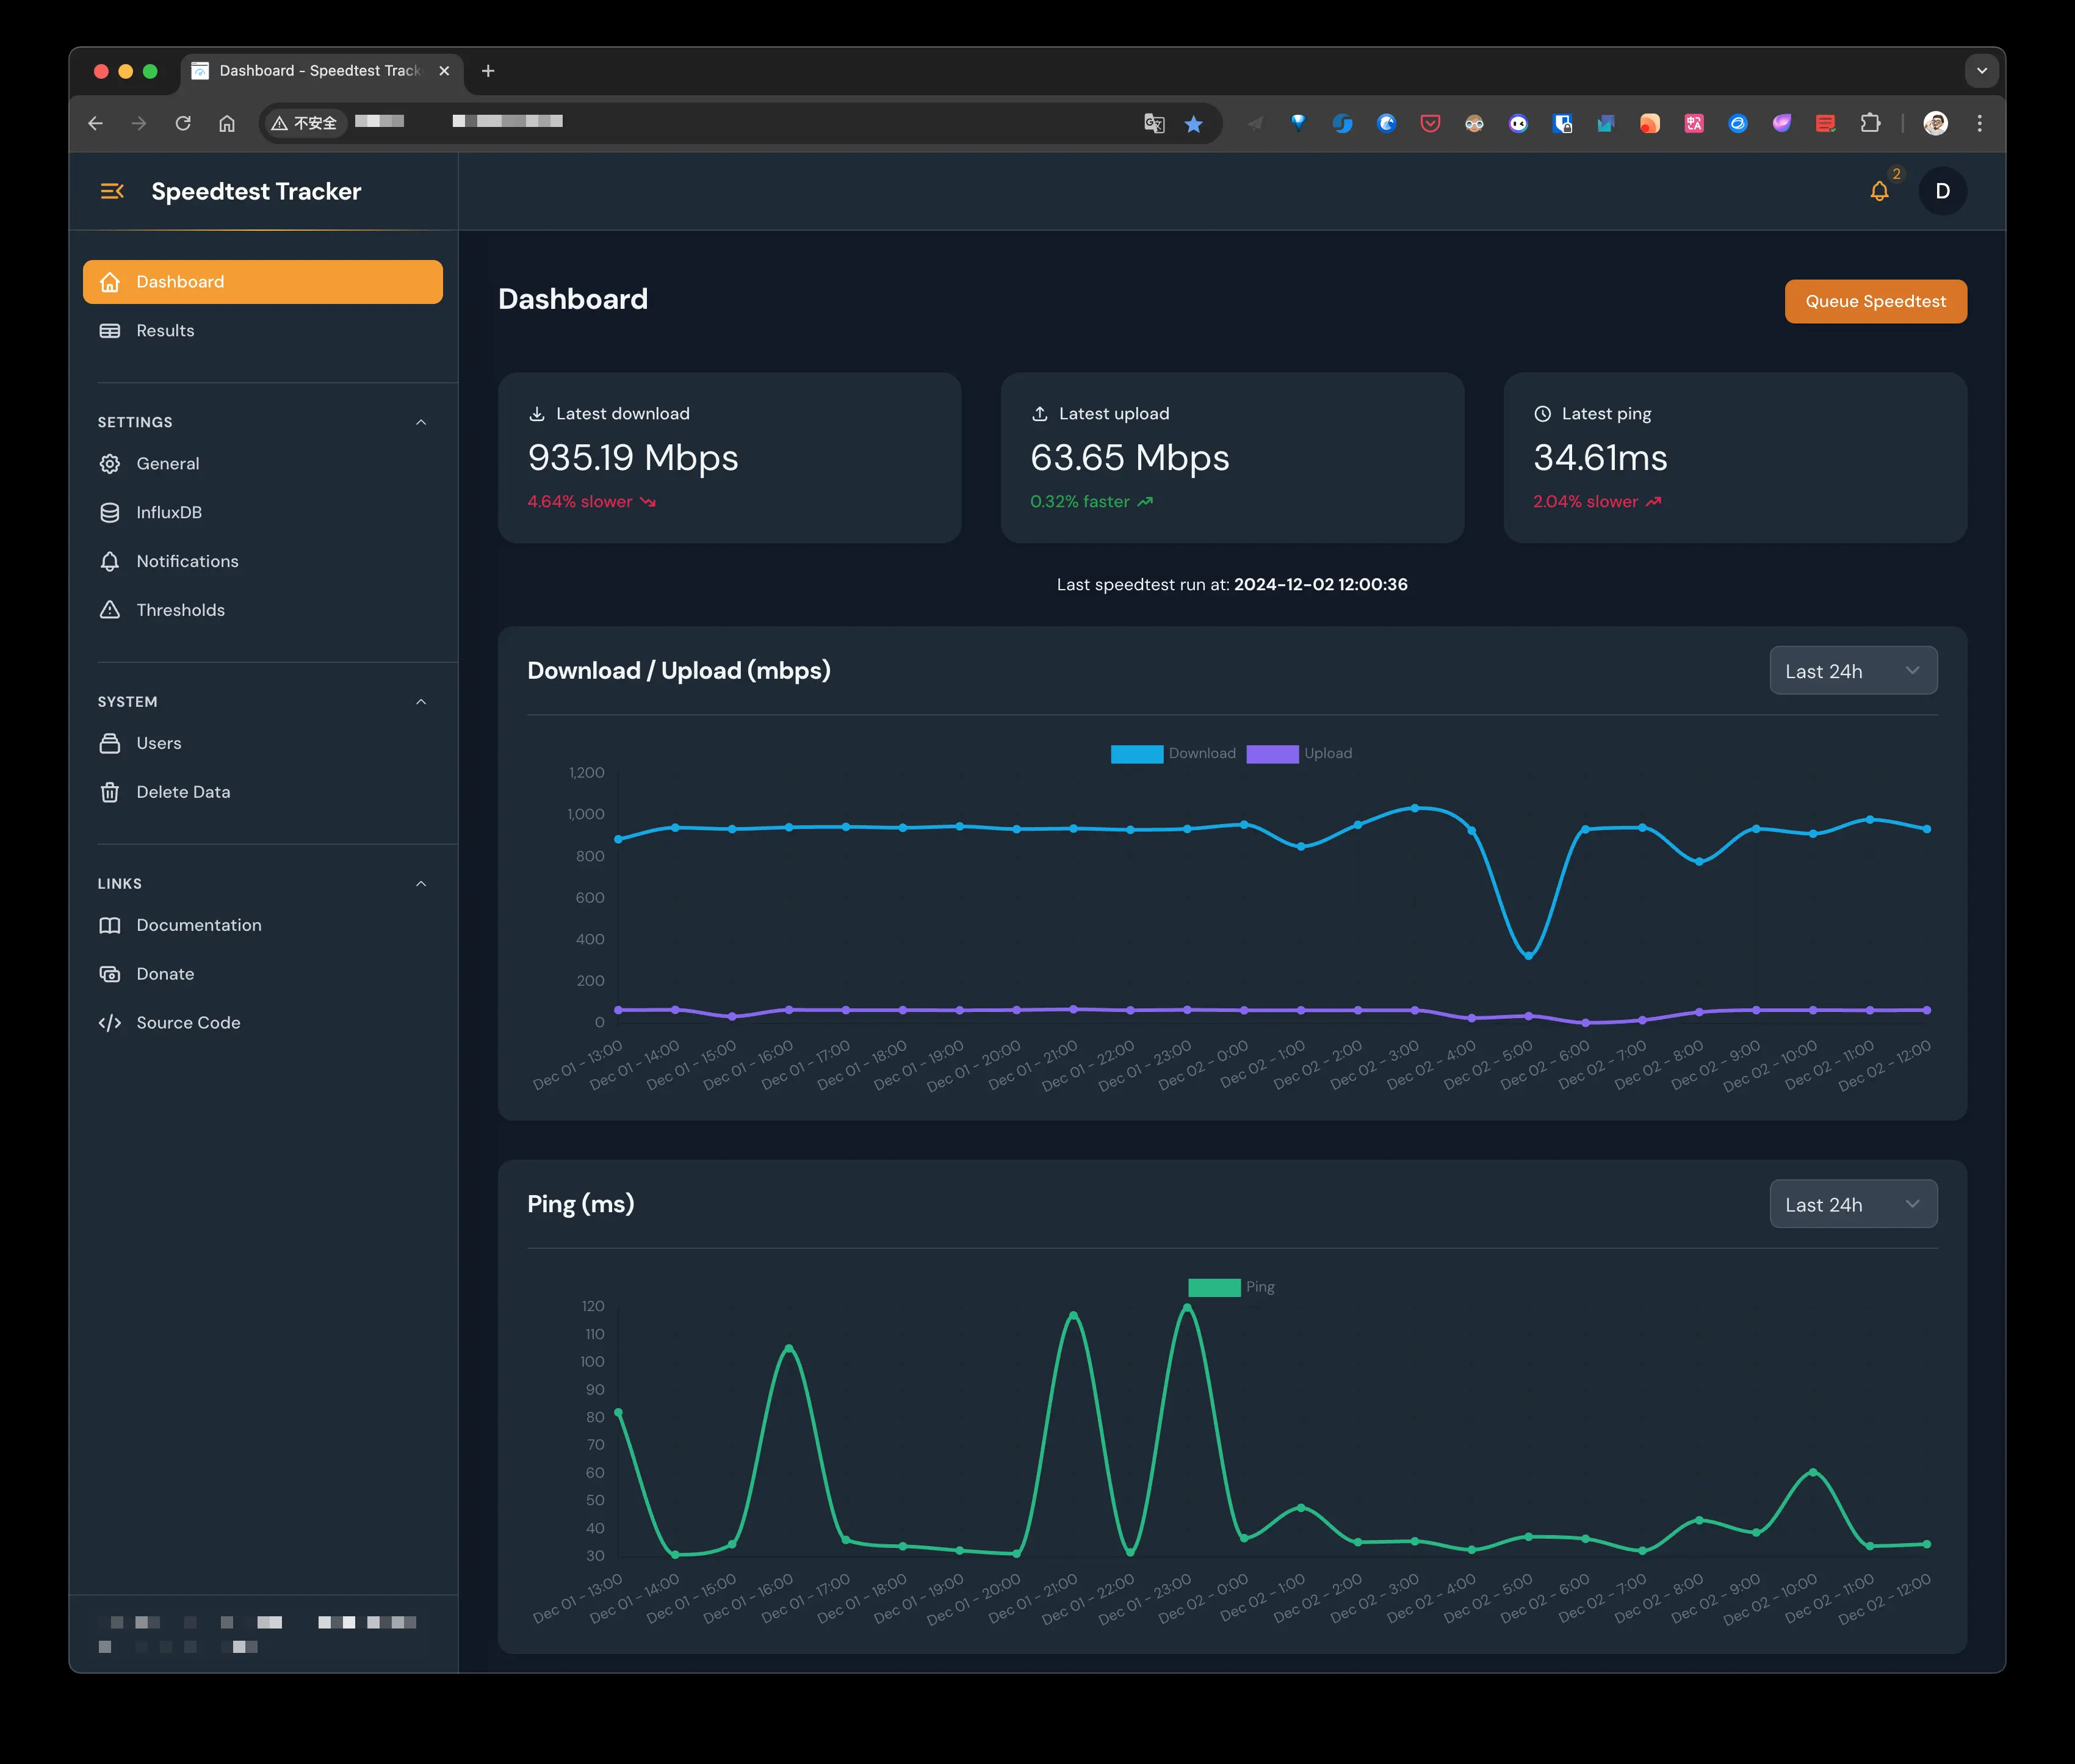 Dashboard - Speedtest Track
不安全
Speedtest Tracker
2
D
Dashboard
Results
SETTINGS
General
InfluxDB
Notifications
Thresholds
SYSTEM
Users
Delete Data
LINKS
Documentation
Donate
Source Code
Dashboard
Queue Speedtest
Latest download
935.19 Mbps
4.64% slower
Latest upload
63.65 Mbps
0.32% faster
Latest ping
34.61ms
2.04% slower
Last speedtest run at: 2024-12-02 12:00:36
Download / Upload (mbps)
Last 24h
Download Upload
1,200
1,000
800
600
400
200
0
Dec 01 - 13:00
Dec 01 - 14:00
Dec 01 - 15:00
Dec 01 - 16:00
Dec 01 - 17:00
Dec 01 - 18:00
Dec 01 - 19:00
Dec 01 - 20:00
Dec 01 - 21:00
Dec 01 - 22:00
Dec 01 - 23:00
Dec 02 - 0:00
Dec 02 - 1:00
Dec 02 - 2:00
Dec 02 - 3:00
Dec 02 - 4:00
Dec 02 - 5:00
Dec 02 - 6:00
Dec 02 - 7:00
Dec 02 - 8:00
Dec 02 - 9:00
Dec 02 - 10:00
Dec 02 - 11:00
Dec 02 - 12:00
Ping (ms)
Last 24h
Ping
120
110
100
90
80
70
60
50
40
30
Dec 01 - 13:00
Dec 01 - 14:00
Dec 01 - 15:00
Dec 01 - 16:00
Dec 01 - 17:00
Dec 01 - 18:00
Dec 01 - 19:00
Dec 01 - 20:00
Dec 01 - 21:00
Dec 01 - 22:00
Dec 01 - 23:00
Dec 02 - 0:00
Dec 02 - 1:00
Dec 02 - 2:00
Dec 02 - 3:00
Dec 02 - 4:00
Dec 02 - 5:00
Dec 02 - 6:00
Dec 02 - 7:00
Dec 02 - 8:00
Dec 02 - 9:00
Dec 02 - 10:00
Dec 02 - 11:00
Dec 02 - 12:00